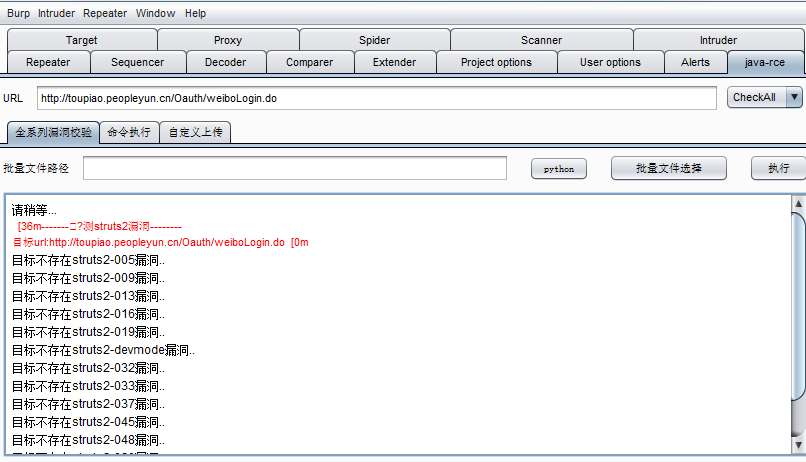 Burp Intruder Repeater Window Help
Target Proxy Spider Scanner Intruder
Repeater Sequencer Decoder Comparer Extender Project options User options Alerts java-rce
URL http://toupiao.peopleyun.cn/Oauth/weiboLogin.do CheckAll
全系列漏洞校验 命令执行 自定义上传
批量文件路径 python 批量文件选择 执行
请稍等...
[36m-------?测struts2漏洞--------
目标url:http://toupiao.peopleyun.cn/Oauth/weiboLogin.do [0m
目标不存在struts2-005漏洞..
目标不存在struts2-009漏洞..
目标不存在struts2-013漏洞..
目标不存在struts2-016漏洞..
目标不存在struts2-019漏洞..
目标不存在struts2-devmode漏洞..
目标不存在struts2-032漏洞..
目标不存在struts2-033漏洞..
目标不存在struts2-037漏洞..
目标不存在struts2-045漏洞..
目标不存在struts2-048漏洞..